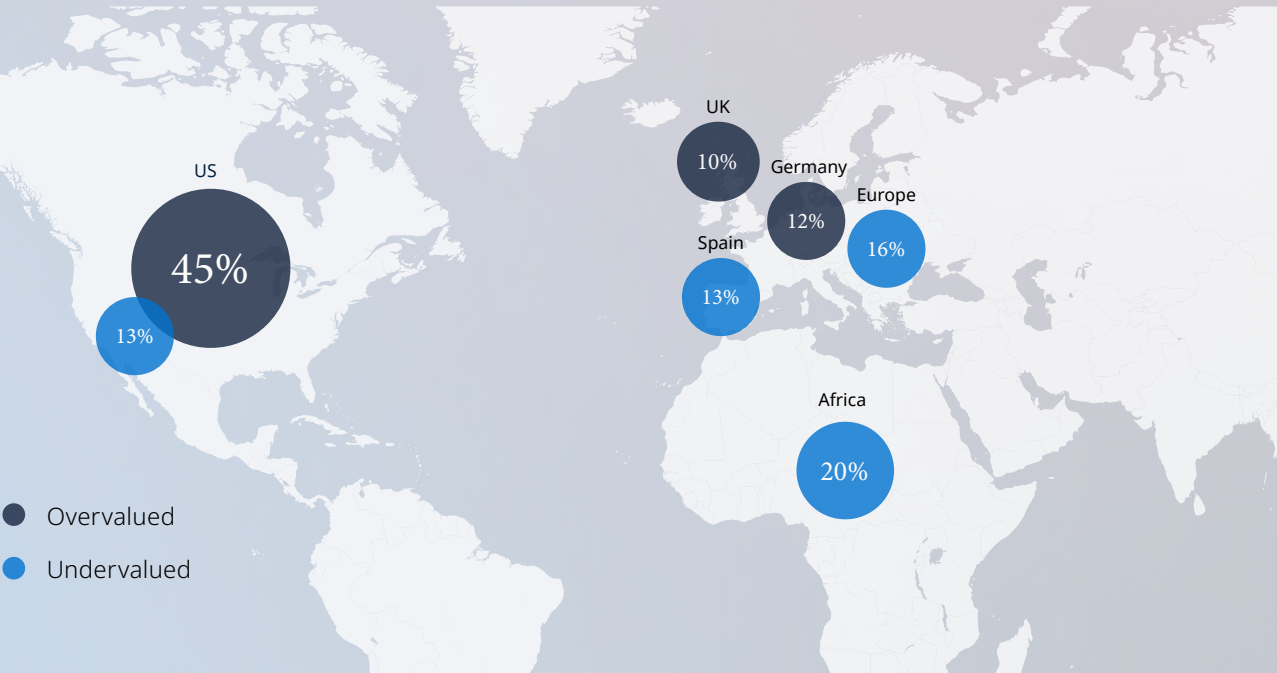 US
45%
13%
UK
10%
Germany
12%
Europe
16%
Spain
13%
Africa
20%
Overvalued
Undervalued